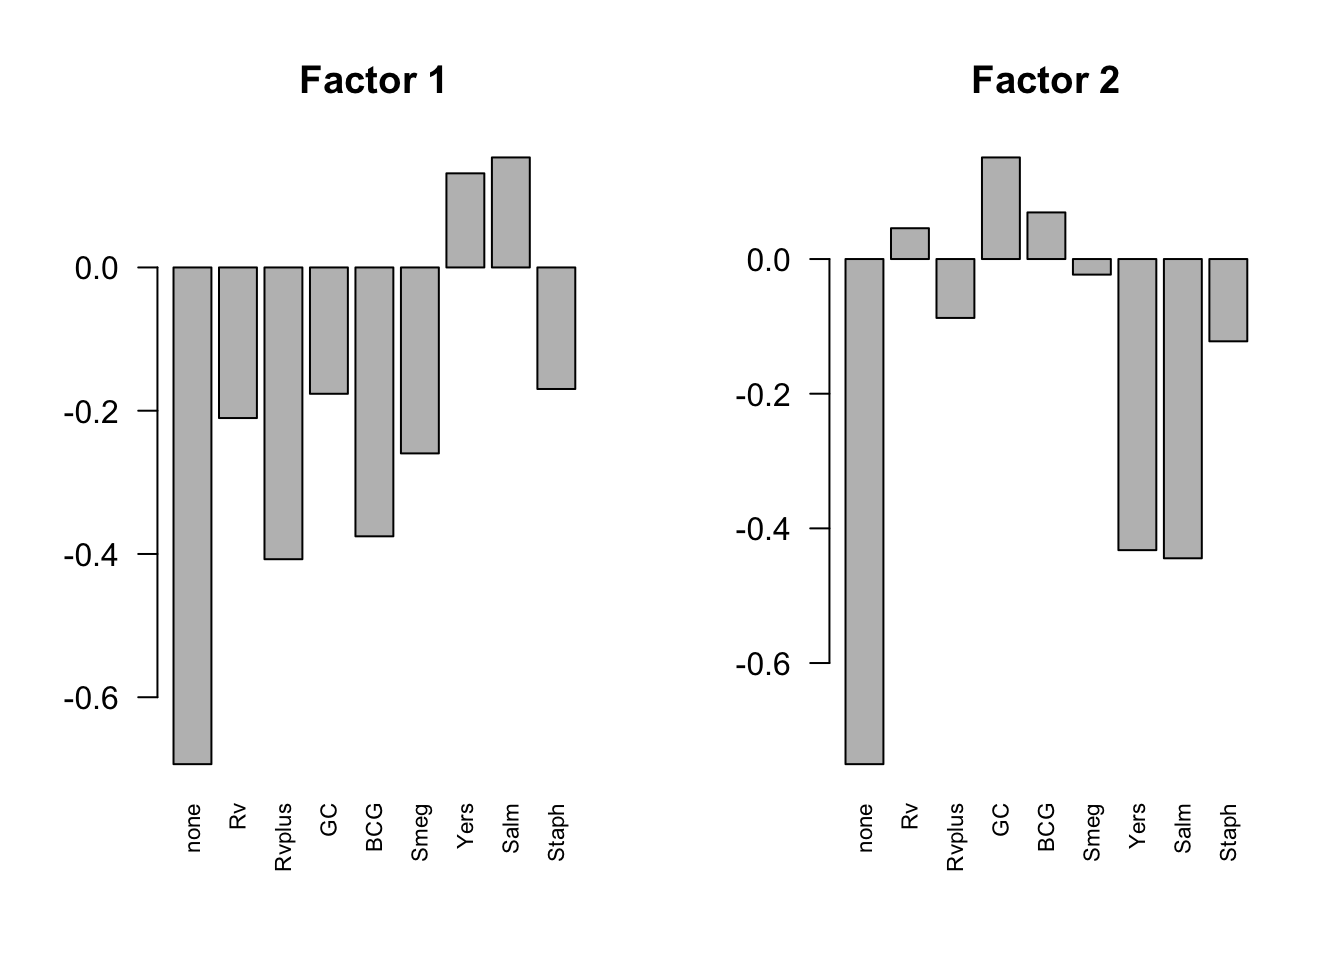 Factor 1
0.0
-0.2
-0.4
-0.6
none
Rv
Rvplus
GC
BCG
Smeg
Yers
Salm
Staph
Factor 2
0.0
-0.2
-0.4
-0.6
none
Rv
Rvplus
GC
BCG
Smeg
Yers
Salm
Staph